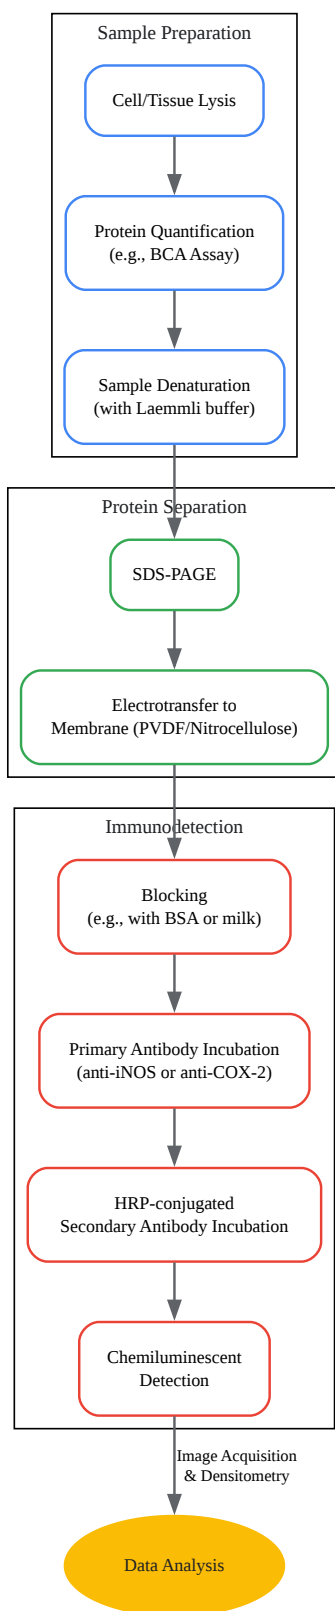 Sample Preparation
Cell/Tissue Lysis
Protein Quantification
(e.g., BCA Assay)
Sample Denaturation
(with Laemmli buffer)
Protein Separation
SDS-PAGE
Electrotransfer to
Membrane (PVDF/Nitrocellulose)
Immunodetection
Blocking
(e.g., with BSA or milk)
Primary Antibody Incubation
(anti-iNOS or anti-COX-2)
HRP-conjugated
Secondary Antibody Incubation
Chemiluminescent
Detection
Image Acquisition
& Densitometry
Data Analysis